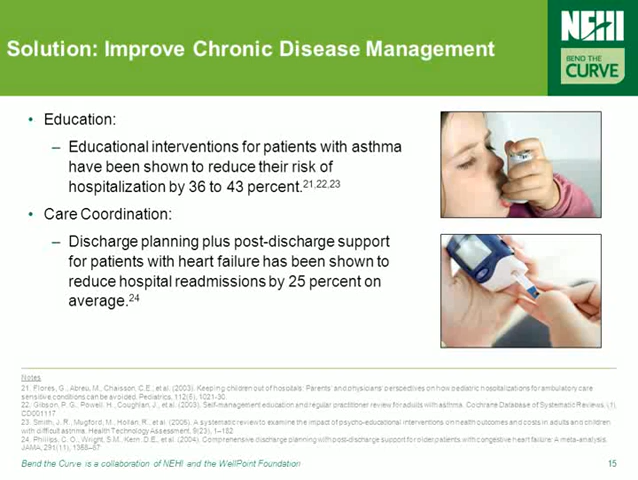 Solution: Improve Chronic Disease Management
NEHI
BEND THE
CURVE
• Education:
– Educational interventions for patients with asthma
have been shown to reduce their risk of
hospitalization by 36 to 43 percent.21,22,23
• Care Coordination:
– Discharge planning plus post-discharge support
for patients with heart failure has been shown to
reduce hospital readmissions by 25 percent on
average.24
Notes
21. Flores, G., Abreu, M., Chaisson, C.E., et al. (2003). Keeping children out of hospitals: Parents' and physicians' perspectives on how pediatric hospitalizations for ambulatory care
sensitive conditions can be avoided. Pediatrics, 112(5), 1021-30.
22. Gibson, P. G., Powell, H., Coughlan, J., et al. (2003). Self-management education and regular practitioner review for adults with asthma. Cochrane Database of Systematic Reviews, (1),
CD001117.
23. Smith, J. R., Mugford, M., Holland, R., et al. (2005). A systematic review to examine the impact of psycho-educational interventions on health outcomes and costs in adults and children
with difficult asthma. Health Technology Assessment, 9(23), 1–182.
24. Phillips, C. O., Wright, S.M., Kern, D.E., et al. (2004). Comprehensive discharge planning with post-discharge support for older patients with congestive heart failure: A meta-analysis.
JAMA, 291(11), 1358–67.
Bend the Curve is a collaboration of NEHI and the WellPoint Foundation
15